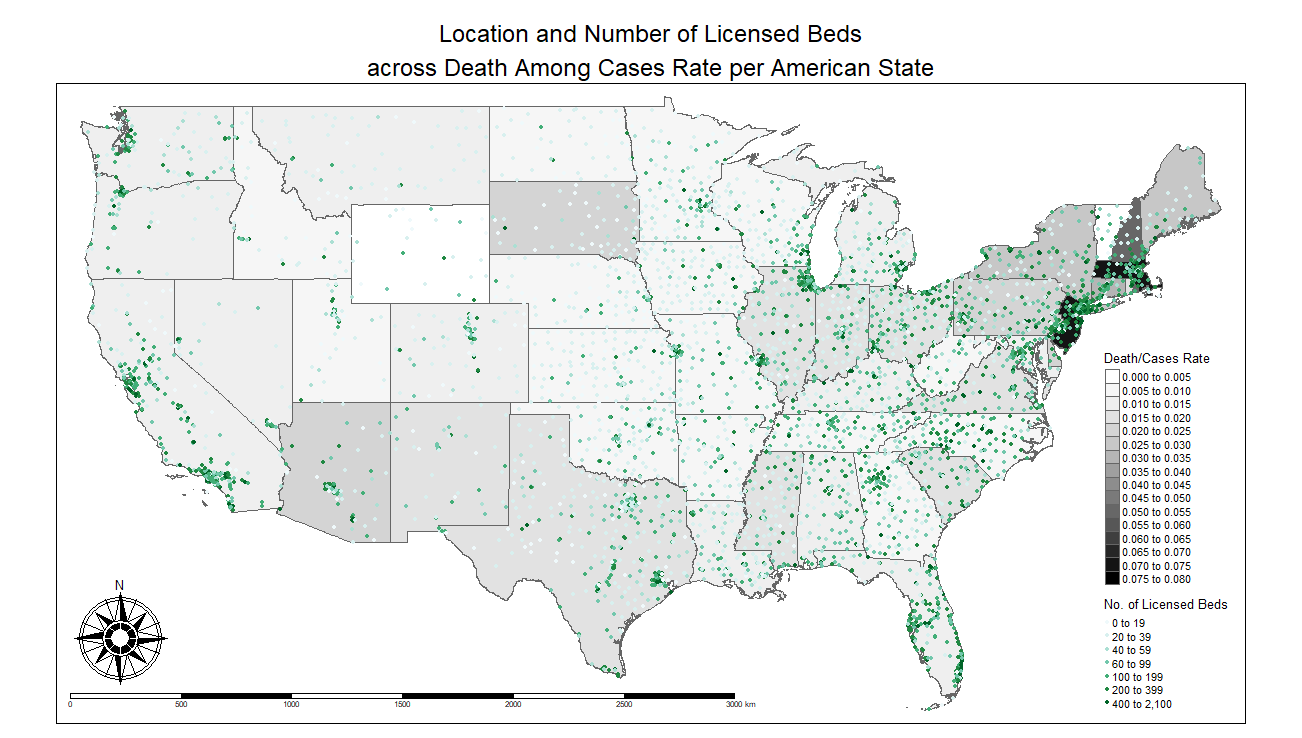 Location and Number of Licensed Beds
across Death Among Cases Rate per American State
Death/Cases Rate
0.000 to 0.005
0.005 to 0.010
0.010 to 0.015
0.015 to 0.020
0.020 to 0.025
0.025 to 0.030
0.030 to 0.035
0.035 to 0.040
0.040 to 0.045
0.045 to 0.050
0.050 to 0.055
0.055 to 0.060
0.060 to 0.065
0.065 to 0.070
0.070 to 0.075
0.075 to 0.080
N
No. of Licensed Beds
0 to 19
20 to 39
40 to 59
60 to 99
100 to 199
200 to 399
400 to 2,100
0 500 1000 1500 2000 2500 3000 km